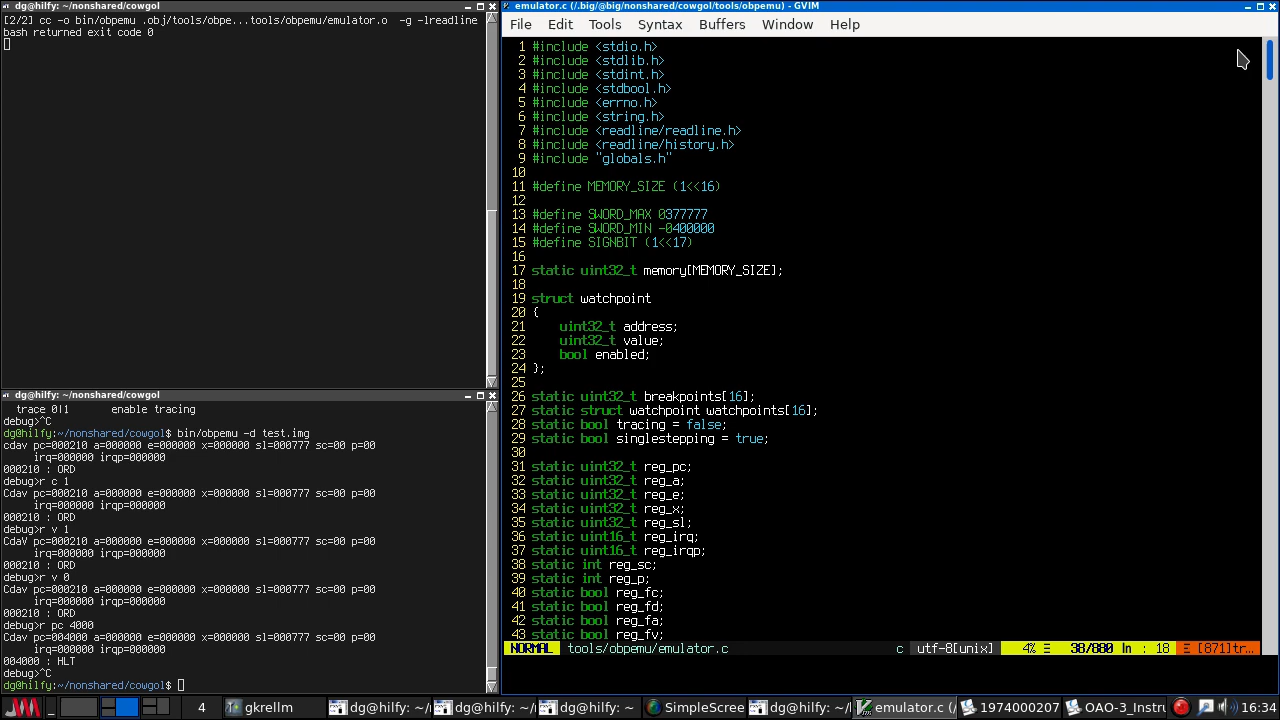 dg@hilfy: ~/nonshared/cowgol
[2/2] cc -o bin/obpemu .obj/tools/obpe...tools/obpemu/emulator.o  -g -lreadline
bash returned exit code 0
dg@hilfy: ~/nonshared/cowgol
  trace 0|1       enable tracing
debug>^C
dg@hilfy:~/nonshared/cowgol$ bin/obpemu -d test.img
cdav pc=000210 a=000000 e=000000 x=000000 sl=000777 sc=00 p=00
     irq=000000 irqp=000000
000210 : ORD
debug>r c 1
Cdav pc=000210 a=000000 e=000000 x=000000 sl=000777 sc=00 p=00
     irq=000000 irqp=000000
000210 : ORD
debug>r v 1
CdaV pc=000210 a=000000 e=000000 x=000000 sl=000777 sc=00 p=00
     irq=000000 irqp=000000
000210 : ORD
debug>r v 0
Cdav pc=000210 a=000000 e=000000 x=000000 sl=000777 sc=00 p=00
     irq=000000 irqp=000000
000210 : ORD
debug>r pc 4000
Cdav pc=004000 a=000000 e=000000 x=000000 sl=000777 sc=00 p=00
     irq=000000 irqp=000000
004000 : HLT
debug>^C
dg@hilfy:~/nonshared/cowgol$
emulator.c (/.big/@big/nonshared/cowgol/tools/obpemu) - GVIM
File Edit Tools Syntax Buffers Window Help
1 #include <stdio.h>
2 #include <stdlib.h>
3 #include <stdint.h>
4 #include <stdbool.h>
5 #include <errno.h>
6 #include <string.h>
7 #include <readline/readline.h>
8 #include <readline/history.h>
9 #include "globals.h"
10
11 #define MEMORY_SIZE (1<<16)
12
13 #define SWORD_MAX 0377777
14 #define SWORD_MIN -0400000
15 #define SIGNBIT (1<<17)
16
17 static uint32_t memory[MEMORY_SIZE];
18
19 struct watchpoint
20 {
21     uint32_t address;
22     uint32_t value;
23     bool enabled;
24 };
25
26 static uint32_t breakpoints[16];
27 static struct watchpoint watchpoints[16];
28 static bool tracing = false;
29 static bool singlestepping = true;
30
31 static uint32_t reg_pc;
32 static uint32_t reg_a;
33 static uint32_t reg_e;
34 static uint32_t reg_x;
35 static uint32_t reg_sl;
36 static uint16_t reg_irq;
37 static uint16_t reg_irqp;
38 static int reg_sc;
39 static int reg_p;
40 static bool reg_fc;
41 static bool reg_fd;
42 static bool reg_fa;
43 static bool reg_fv;
NORMAL tools/obpemu/emulator.c c utf-8[unix] 4% Ξ 38/880 ln : 18 Ξ [871]tr…
4 gkrellm dg@hilfy: ~/ dg@hilfy: ~/ dg@hilfy: ~ SimpleScree dg@hilfy: ~/ emulator.c (/ 1974000207 OAO-3_Instru 16:34